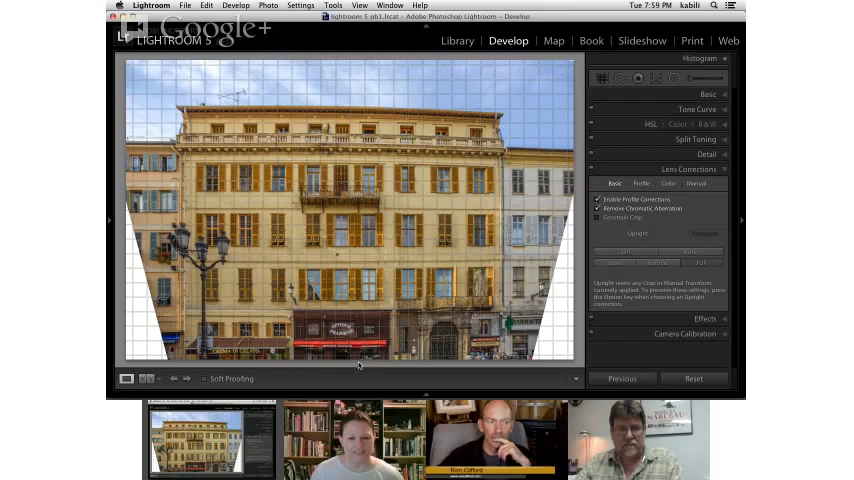 Lightroom File Edit Develop Photo Settings Tools View Window Help Tue 7:59 PM kabili
lightroom 5 pb1.lrcat – Adobe Photoshop Lightroom – Develop
Google+
Lr LIGHTROOM 5
Library | Develop | Map | Book | Slideshow | Print | Web
Histogram
Basic
Tone Curve
HSL / Color / B & W
Split Toning
Detail
Lens Corrections
Basic Profile Color Manual
Enable Profile Corrections
Remove Chromatic Aberration
Constrain Crop
Upright
Off Auto
Level Vertical Full
Upright resets any Crop or Manual Transform
currently applied. To preserve these settings, press
the Option key when choosing an Upright
correction.
Effects
Camera Calibration
Soft Proofing
Previous Reset
Ron Clifford
MARCEAU